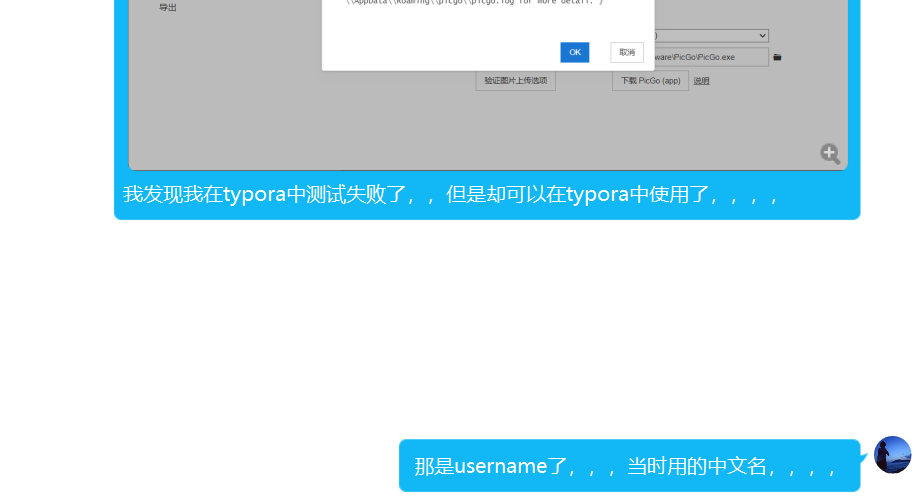 导出
\\AppData\\Roaming\\picgo\\picgo.log for more detail." }
OK
取消
)
ware\PicGo\PicGo.exe
验证图片上传选项
下载 PicGo (app)
说明
我发现我在typora中测试失败了，，但是却可以在typora中使用了，，，，
那是username了，，，当时用的中文名，，，，